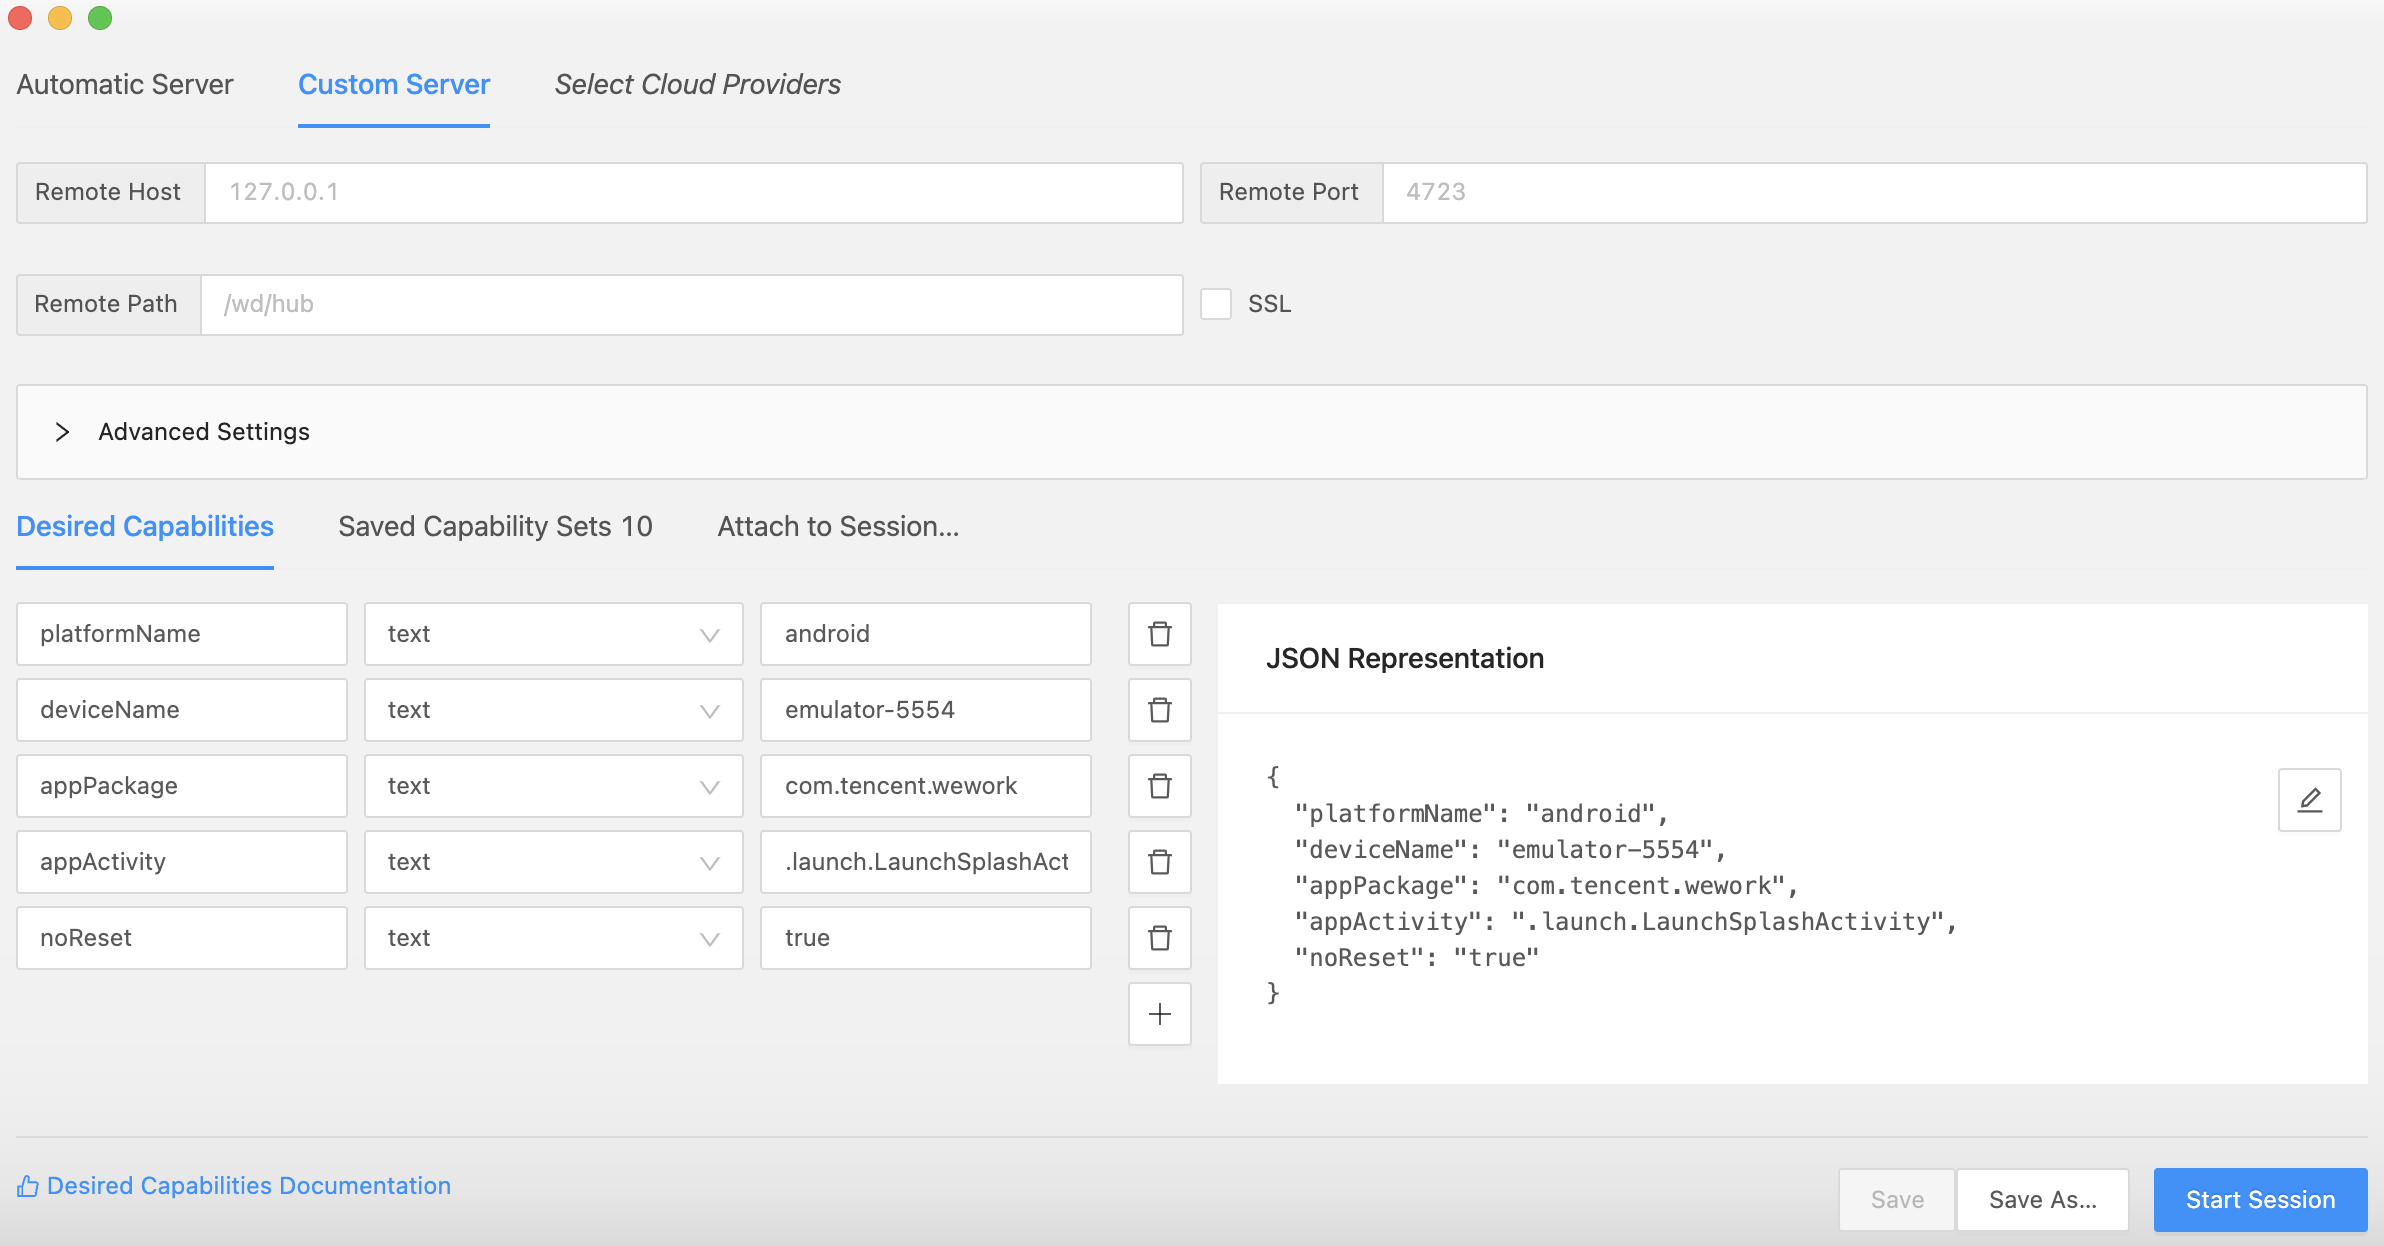 Automatic Server Custom Server Select Cloud Providers
Remote Host 127.0.0.1 Remote Port 4723
Remote Path /wd/hub SSL
Advanced Settings
Desired Capabilities Saved Capability Sets 10 Attach to Session...
platformName text android
deviceName text emulator-5554
appPackage text com.tencent.wework
appActivity text .launch.LaunchSplashAct
noReset text true
JSON Representation
{
"platformName": "android",
"deviceName": "emulator-5554",
"appPackage": "com.tencent.wework",
"appActivity": ".launch.LaunchSplashActivity",
"noReset": "true"
}
Desired Capabilities Documentation
Save Save As... Start Session